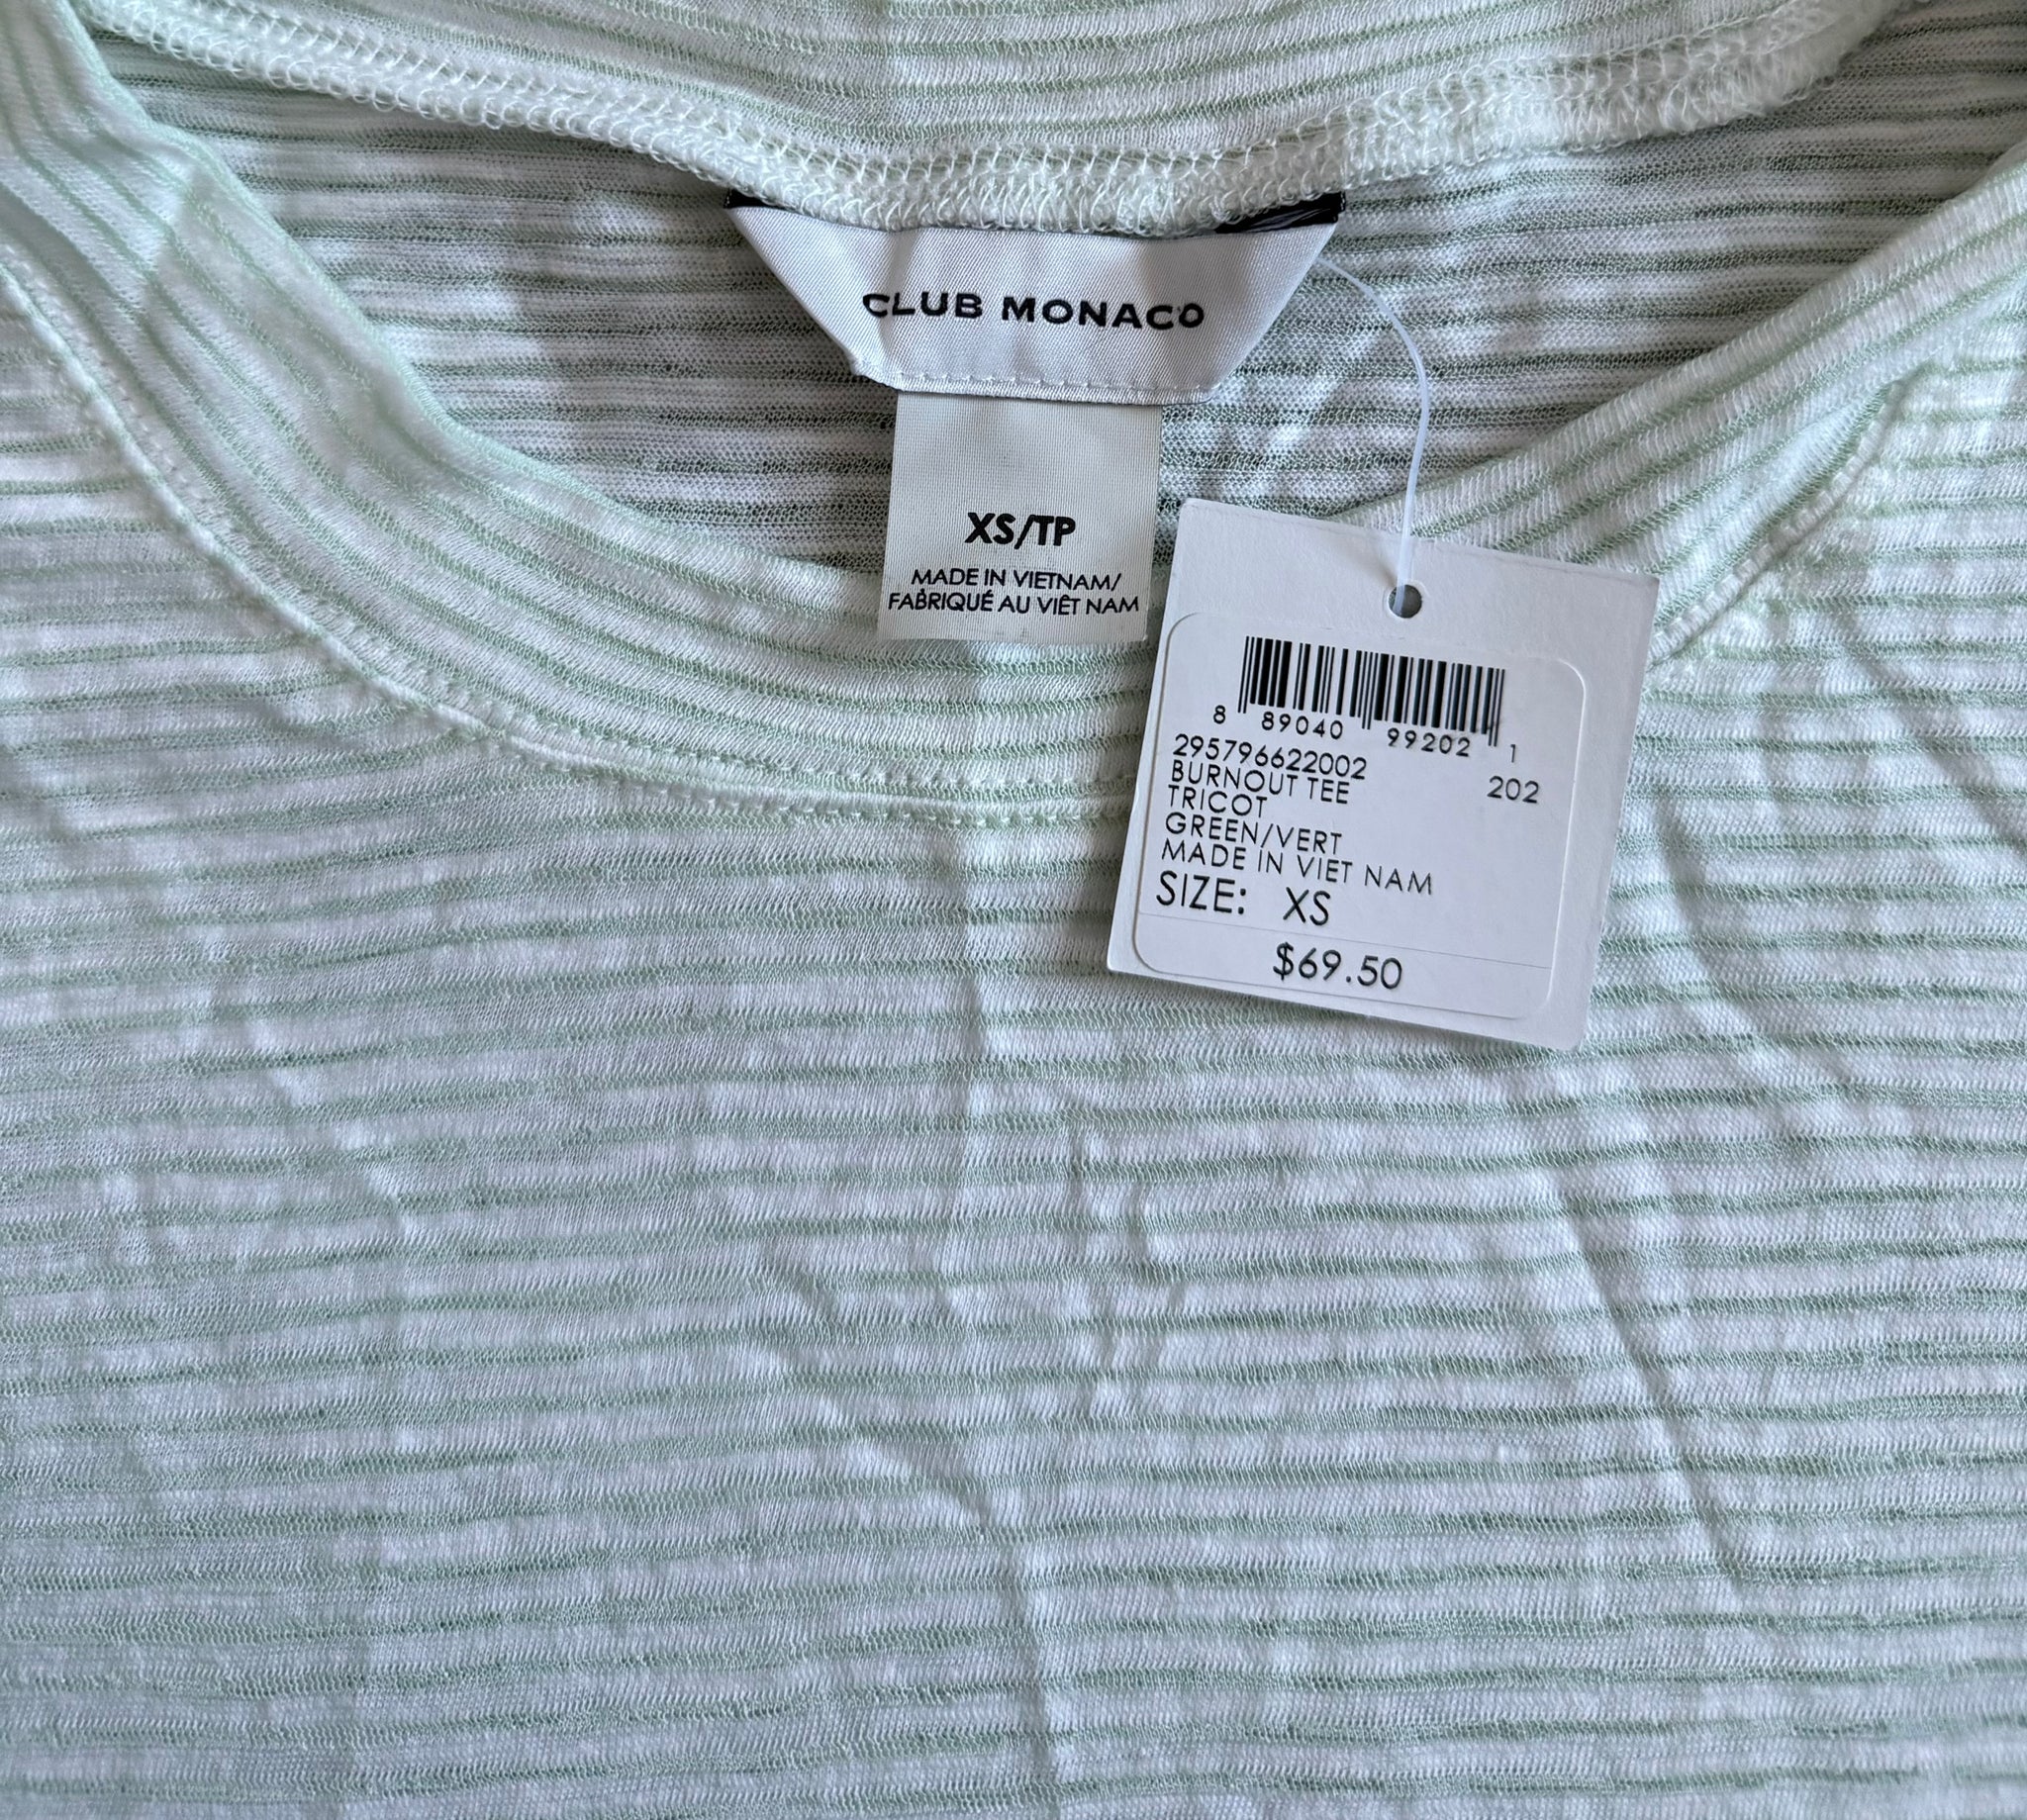 CLUB MONACO
XS/TP
MADE IN VIETNAM/
FABRIQUÉ AU VIÊT NAM
8 89040 99202 1
295796622002
BURNOUT TEE 202
TRICOT
GREEN/VERT
MADE IN VIET NAM
SIZE: XS
$69.50